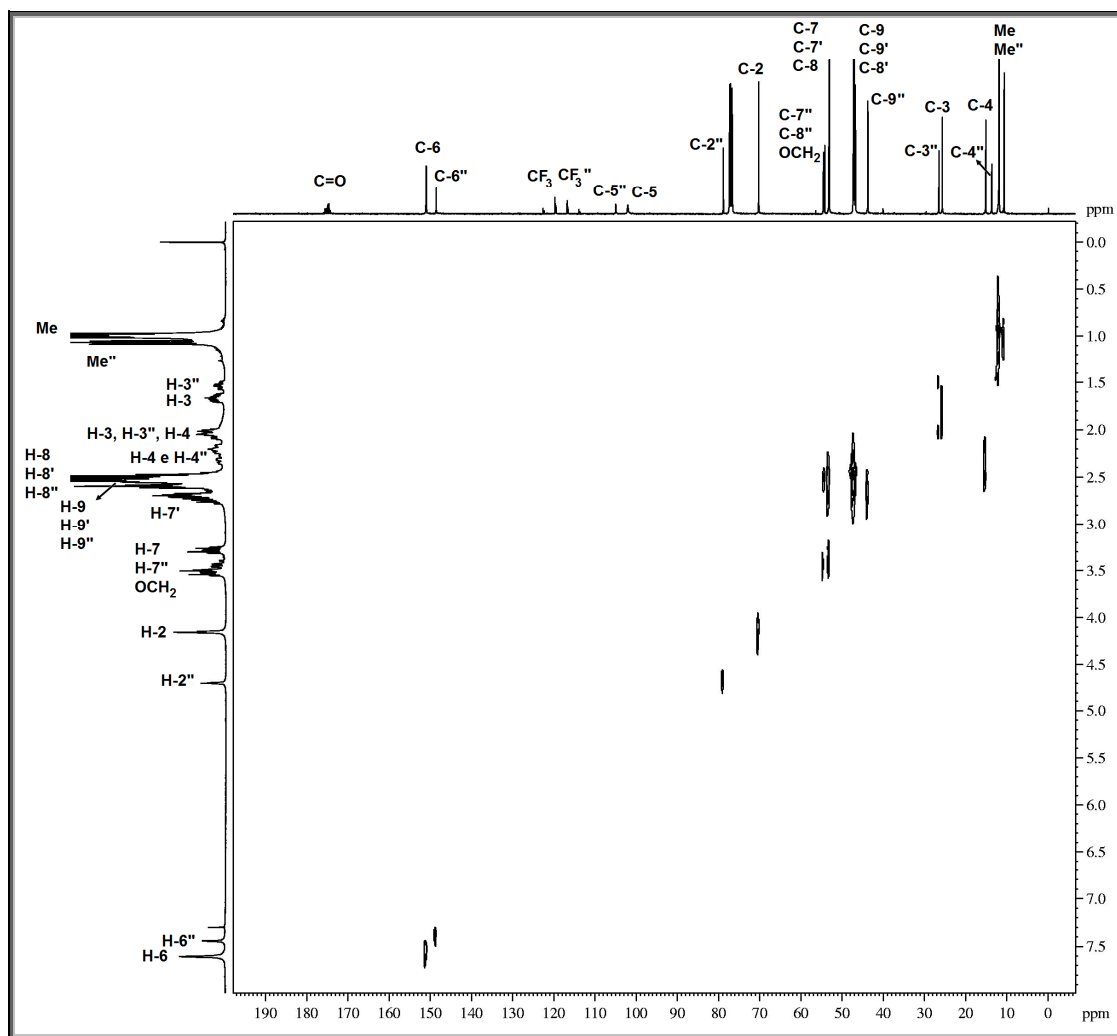 C-7
C-7'
C-8
C-9
C-9'
C-8'
Me
Me"
C-2
C-7"
C-8"
OCH2
C-9"
C-3
C-4
C-6
C-2"
C-3"
C-4"
C=O
C-6"
CF3
CF3"
C-5"
C-5
ppm
0.0
0.5
1.0
1.5
2.0
2.5
3.0
3.5
4.0
4.5
5.0
5.5
6.0
6.5
7.0
7.5
Me
Me"
H-3"
H-3
H-3, H-3", H-4
H-4 e H-4"
H-8
H-8'
H-8"
H-9
H-9'
H-9"
H-7'
H-7
H-7"
OCH2
H-2
H-2"
H-6"
H-6
190 180 170 160 150 140 130 120 110 100 90 80 70 60 50 40 30 20 10 0 ppm